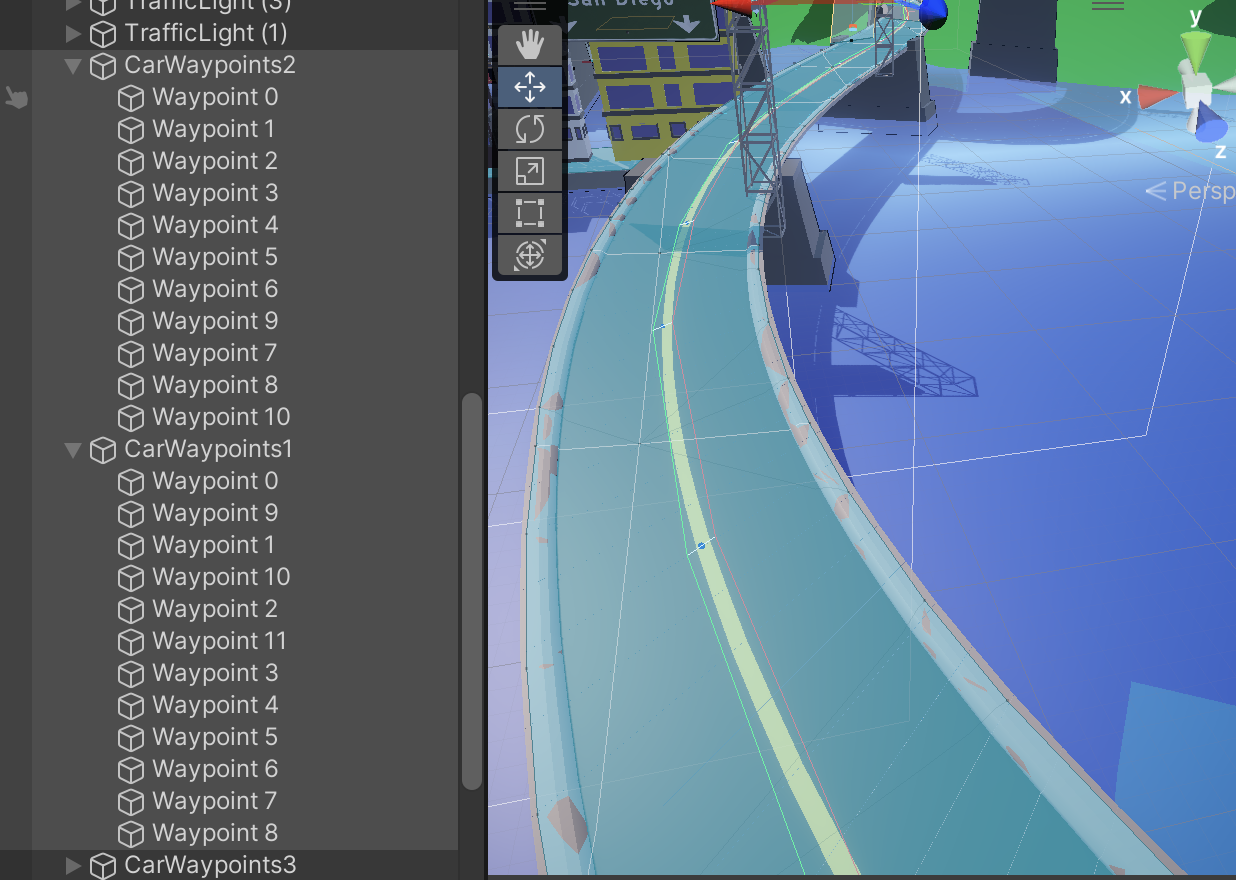 TrafficLight (3)
TrafficLight (1)
CarWaypoints2
Waypoint 0
Waypoint 1
Waypoint 2
Waypoint 3
Waypoint 4
Waypoint 5
Waypoint 6
Waypoint 9
Waypoint 7
Waypoint 8
Waypoint 10
CarWaypoints1
Waypoint 0
Waypoint 9
Waypoint 1
Waypoint 10
Waypoint 2
Waypoint 11
Waypoint 3
Waypoint 4
Waypoint 5
Waypoint 6
Waypoint 7
Waypoint 8
CarWaypoints3
San Diego
y
x
z
Persp